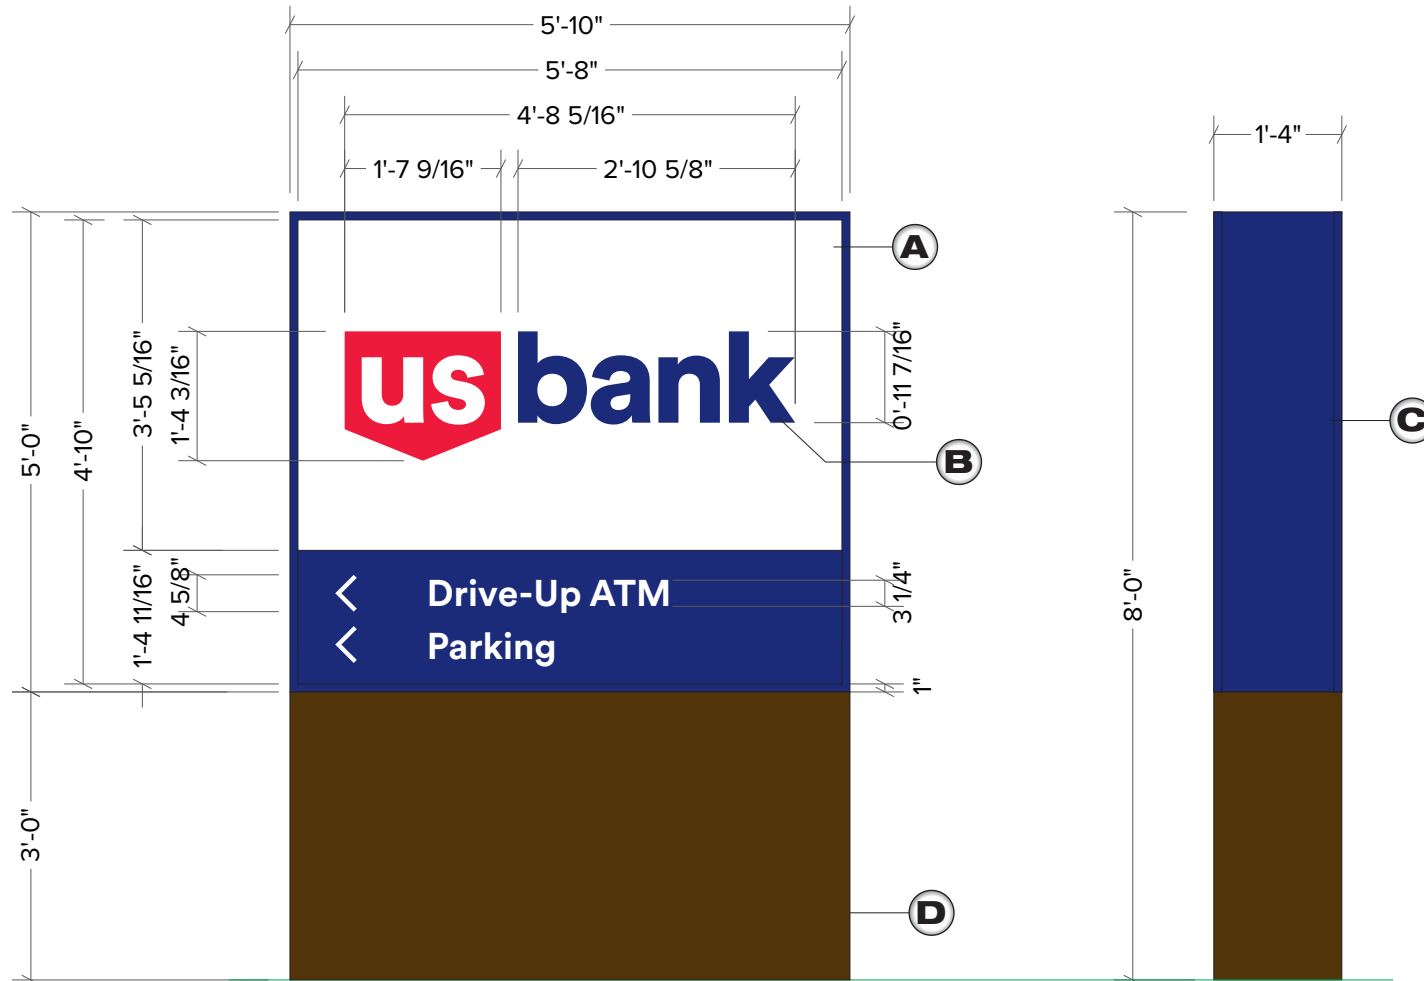 5'-10"
5'-8"
4'-8 5/16"
1'-7 9/16"
2'-10 5/8"
1'-4"
A
us bank
0'-11 7/16"
3'-5 5/16"
1'-4 3/16"
C
5'-0"
4'-10"
B
8'-0"
1'-4 11/16"
4 5/8"
Drive-Up ATM
3 1/4"
Parking
1"
3'-0"
D